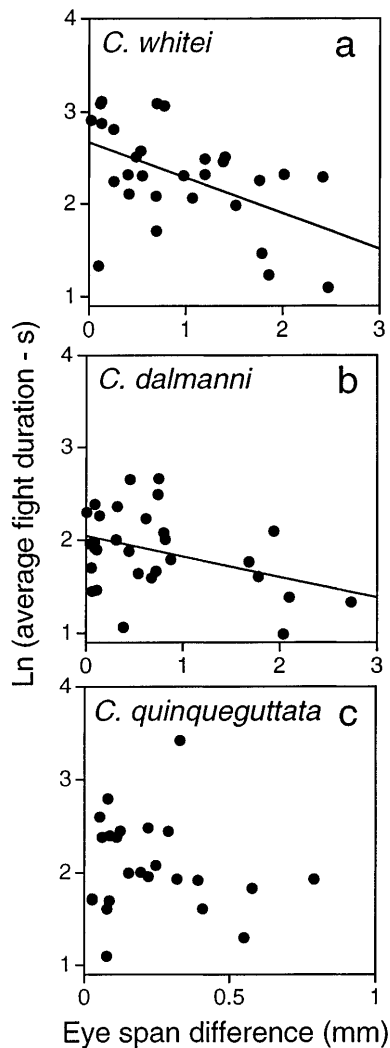 C. whitei a
4
3
2
1
0 1 2 3
C. dalmanni b
4
3
2
1
0 1 2 3
C. quinqueguttata c
4
3
2
1
0 0.5 1
Ln (average fight duration - s)
Eye span difference (mm)